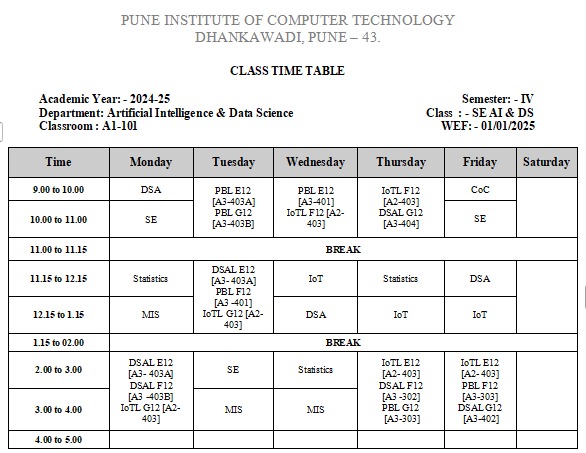 PUNE INSTITUTE OF COMPUTER TECHNOLOGY
DHANKAWADI, PUNE – 43.
CLASS TIME TABLE
Academic Year: - 2024-25 Semester: - IV
Department: Artificial Intelligence & Data Science Class : - SE AI & DS
Classroom : A1-101 WEF: - 01/01/2025
Time Monday Tuesday Wednesday Thursday Friday Saturday
9.00 to 10.00
DSA
PBL E12
[A3-403A]
PBL G12
[A3-403B]
PBL E12
[A3-401]
IoTL F12 [A2-
403]
IoTL F12
[A2-403]
DSAL G12
[A3-404]
CoC
10.00 to 11.00
SE
SE
11.00 to 11.15 BREAK
11.15 to 12.15
Statistics
DSAL E12
[A3- 403A]
PBL F12
[A3 -401]
IoTL G12 [A2-
403]
IoT
Statistics
DSA
12.15 to 1.15
MIS
DSA
IoT
IoT
1.15 to 02.00 BREAK
2.00 to 3.00
DSAL E12
[A3- 403A]
DSAL F12
[A3 -403B]
IoTL G12 [A2-
403]
SE
Statistics
IoTL E12
[A2- 403]
DSAL F12
[A3 -302]
PBL G12
[A3-303]
IoTL E12
[A2- 403]
PBL F12
[A3-303]
DSAL G12
[A3-402]
3.00 to 4.00
MIS
MIS
4.00 to 5.00